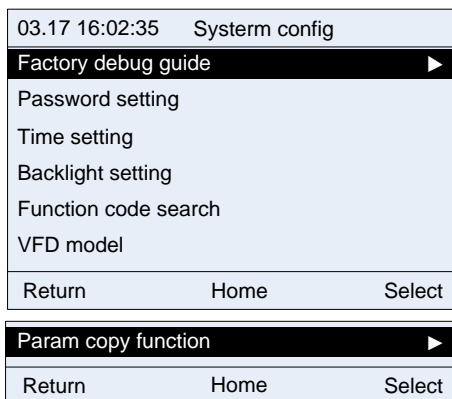 03.17 16:02:35 Systerm config
Factory debug guide
Password setting
Time setting
Backlight setting
Function code search
VFD model
Return Home Select
Param copy function
Return Home Select